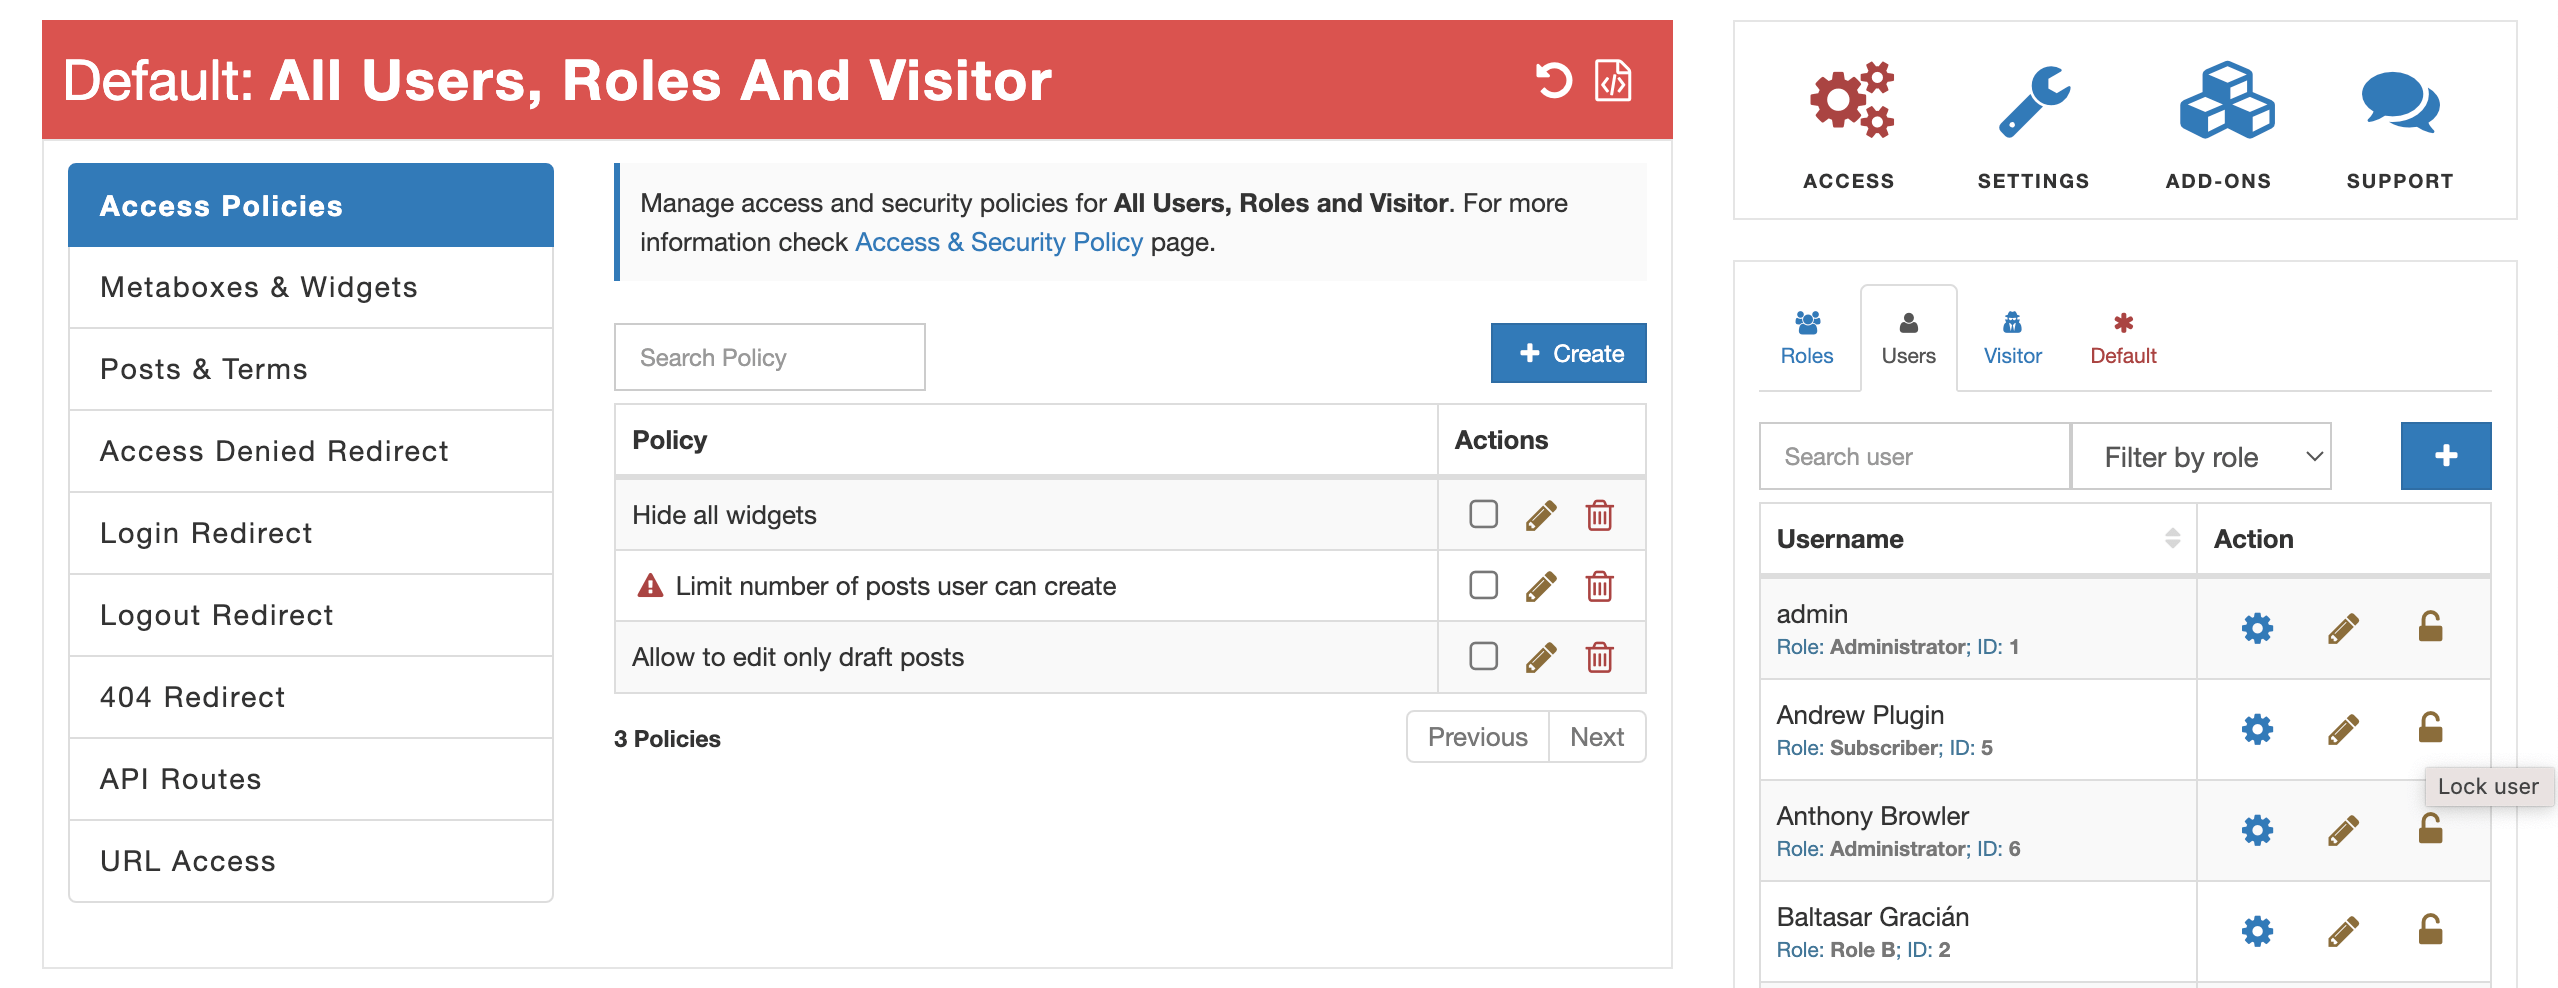 Default: All Users, Roles And Visitor
Access Policies
Metaboxes & Widgets
Posts & Terms
Access Denied Redirect
Login Redirect
Logout Redirect
404 Redirect
API Routes
URL Access
Manage access and security policies for All Users, Roles and Visitor. For more
information check Access & Security Policy page.
Search Policy
Create
Policy Actions
Hide all widgets
Limit number of posts user can create
Allow to edit only draft posts
3 Policies
Previous Next
ACCESS SETTINGS ADD-ONS SUPPORT
Roles Users Visitor Default
Search user Filter by role
Username Action
admin
Role: Administrator; ID: 1
Andrew Plugin
Role: Subscriber; ID: 5
Lock user
Anthony Browler
Role: Administrator; ID: 6
Baltasar Gracián
Role: Role B; ID: 2